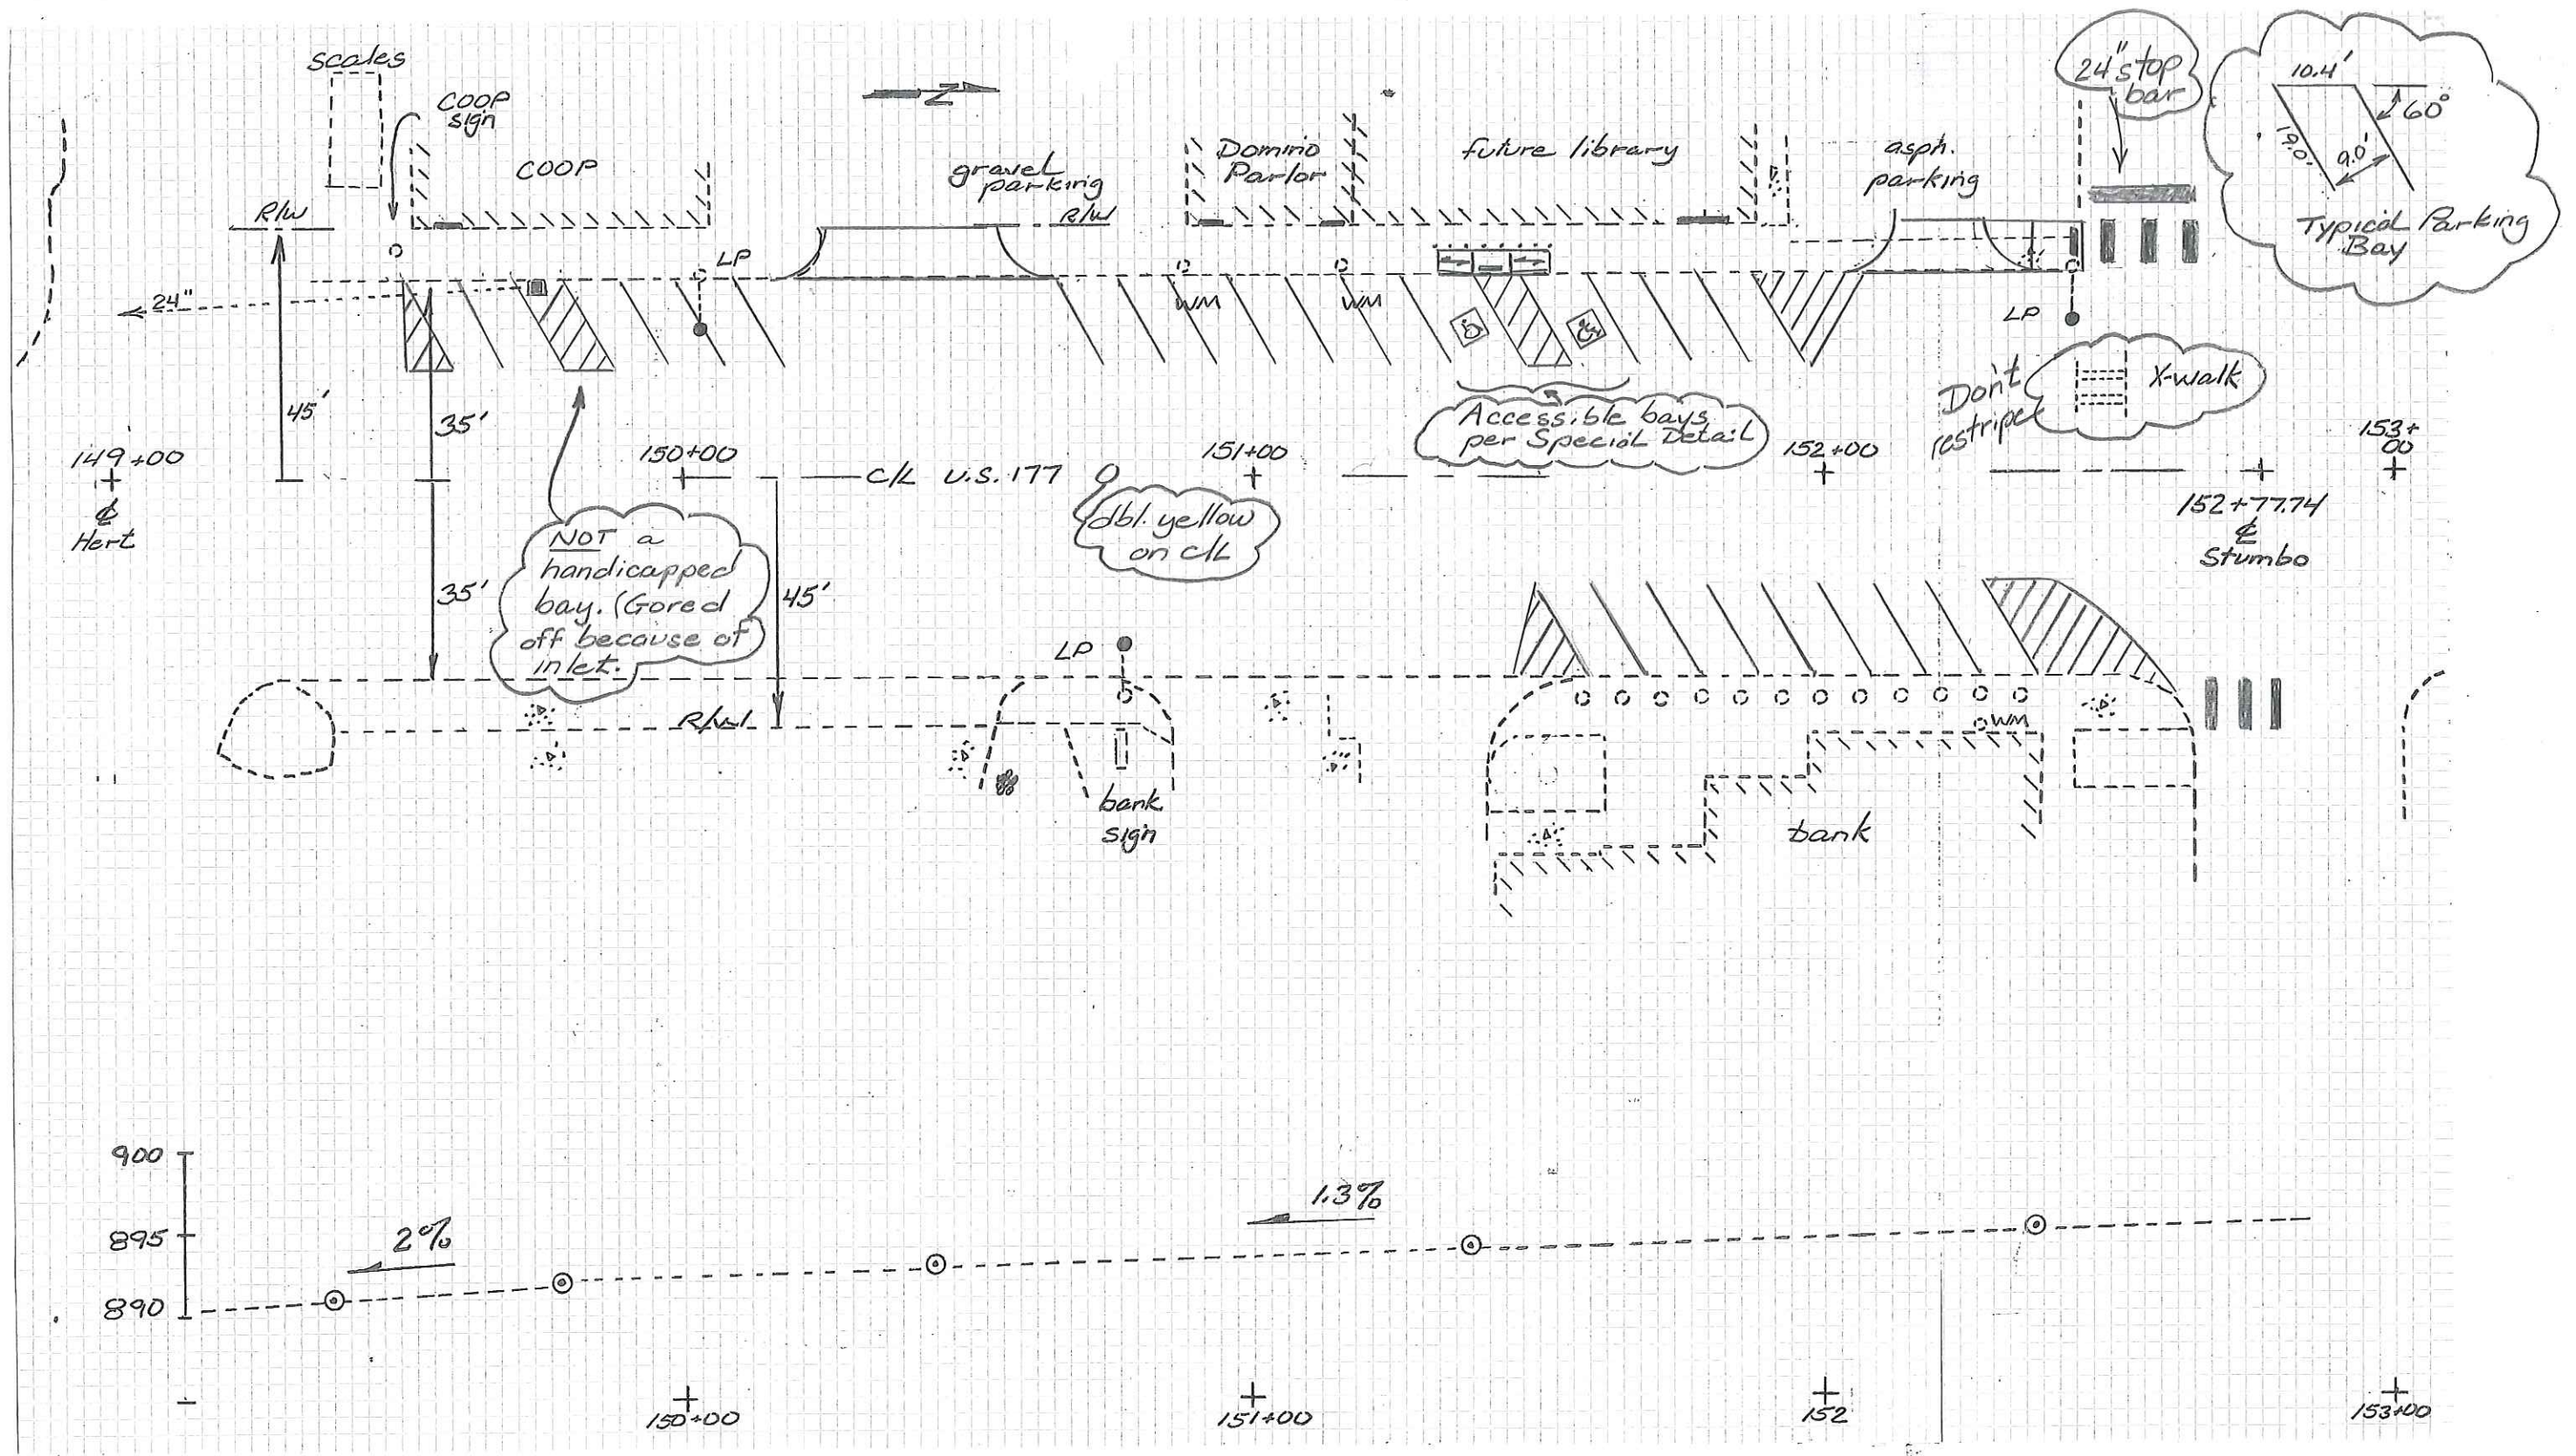 scales
COOP
sign
COOP
R/W
24"
45'
35'
LP
N
gravel
parking
R/W
Domino
Parlor
WM
WM
future library
asph.
parking
24" stop
bar
10.4'
60°
19.0'
9.0'
Typical Parking
Bay
LP
X-walk
Don't
restripe
Accessible bays
per Special Detail
149+00
℄
Hert
150+00
C/L U.S. 177
151+00
152+00
153+
00
152+77.74
℄
Stumbo
dbl. yellow
on C/L
NOT a
handicapped
bay. (Gored
off because of
inlet.
35'
45'
LP
R/W
bank
sign
WM
bank
900
895
890
2%
1.3%
150+00
151+00
152
153+00